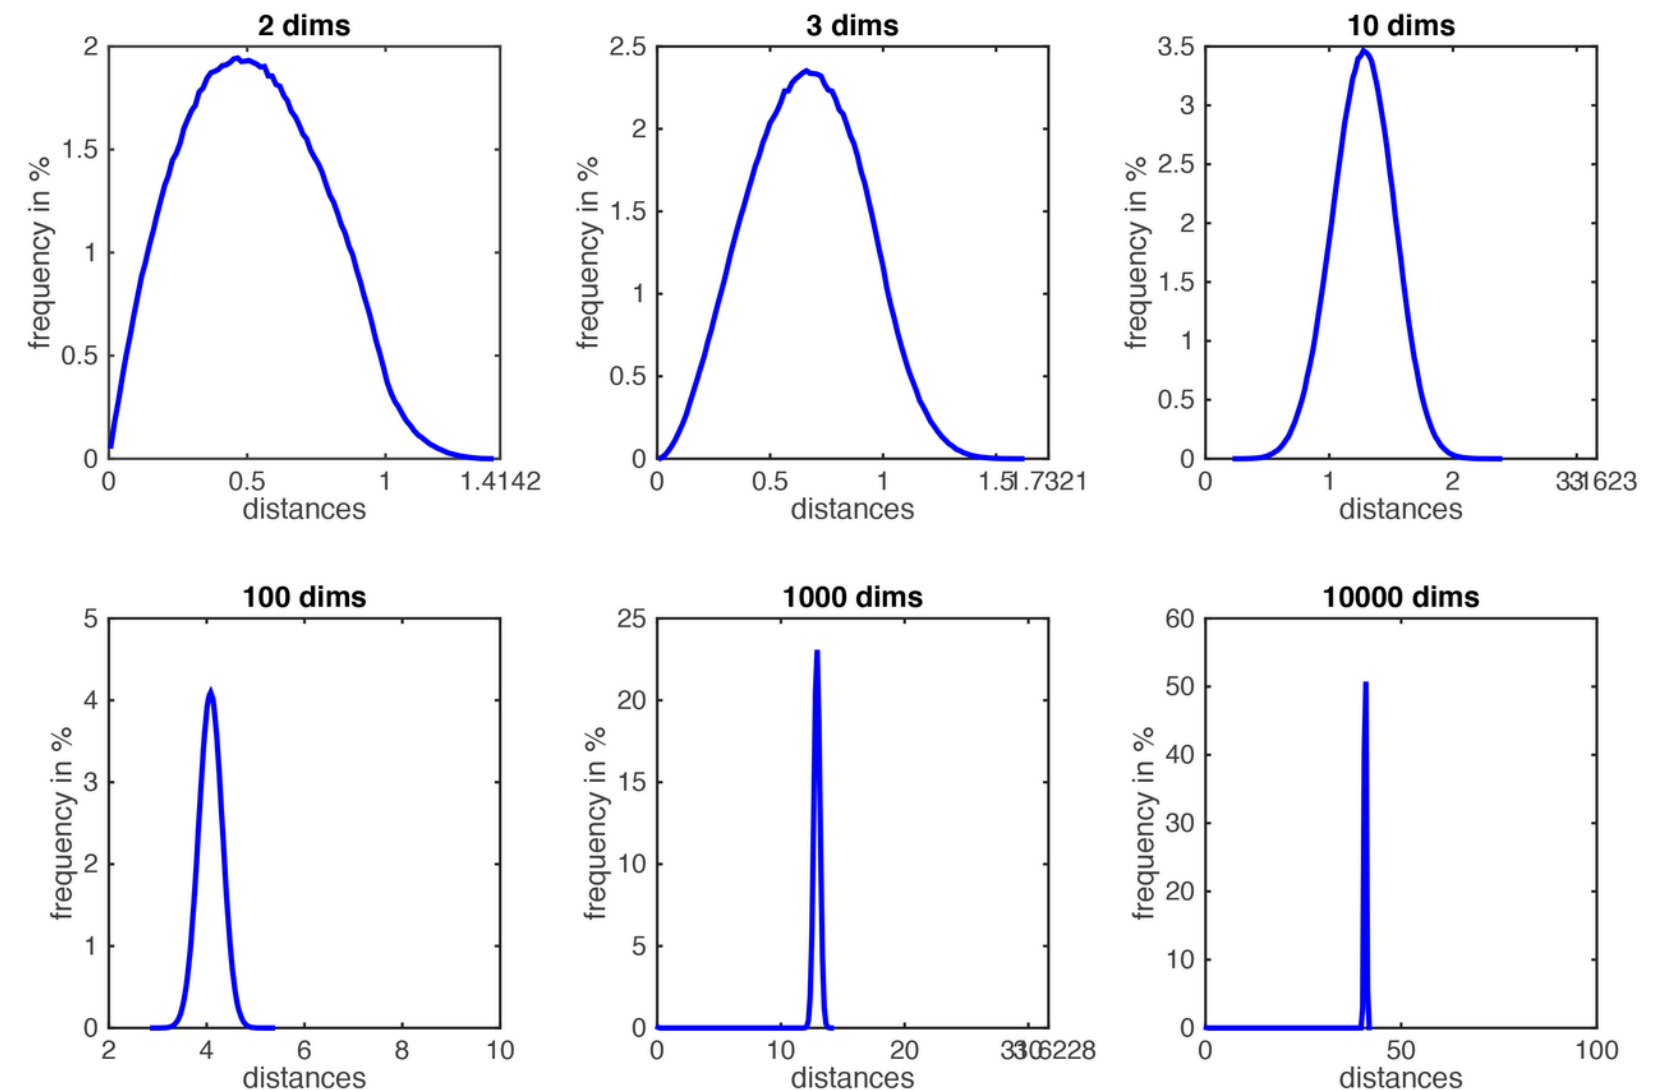 2 dims
2
1.5
1
0.5
0
frequency in %
0 0.5 1 1.4142
distances
3 dims
2.5
2
1.5
1
0.5
0
frequency in %
0 0.5 1 1.5 1.7321
distances
10 dims
3.5
3
2.5
2
1.5
1
0.5
0
frequency in %
0 1 2 3 3.1623
distances
100 dims
5
4
3
2
1
0
frequency in %
2 4 6 8 10
distances
1000 dims
25
20
15
10
5
0
frequency in %
0 10 20 30 31.6228
distances
10000 dims
60
50
40
30
20
10
0
frequency in %
0 50 100
distances